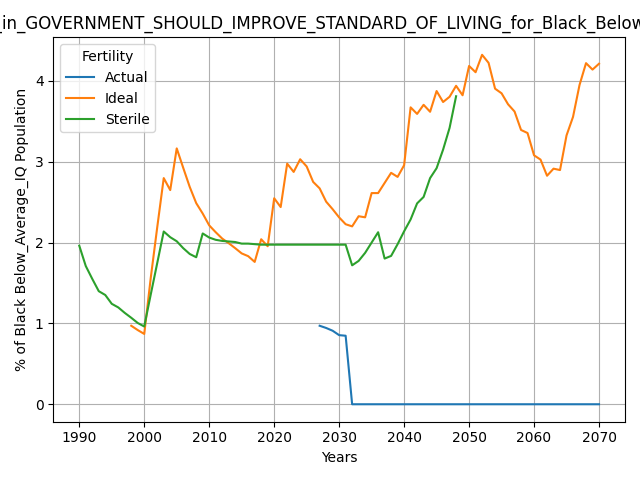 _in_GOVERNMENT_SHOULD_IMPROVE_STANDARD_OF_LIVING_for_Black_Below
Fertility
Actual
Ideal
Sterile
% of Black Below_Average_IQ Population
4
3
2
1
0
1990 2000 2010 2020 2030 2040 2050 2060 2070
Years